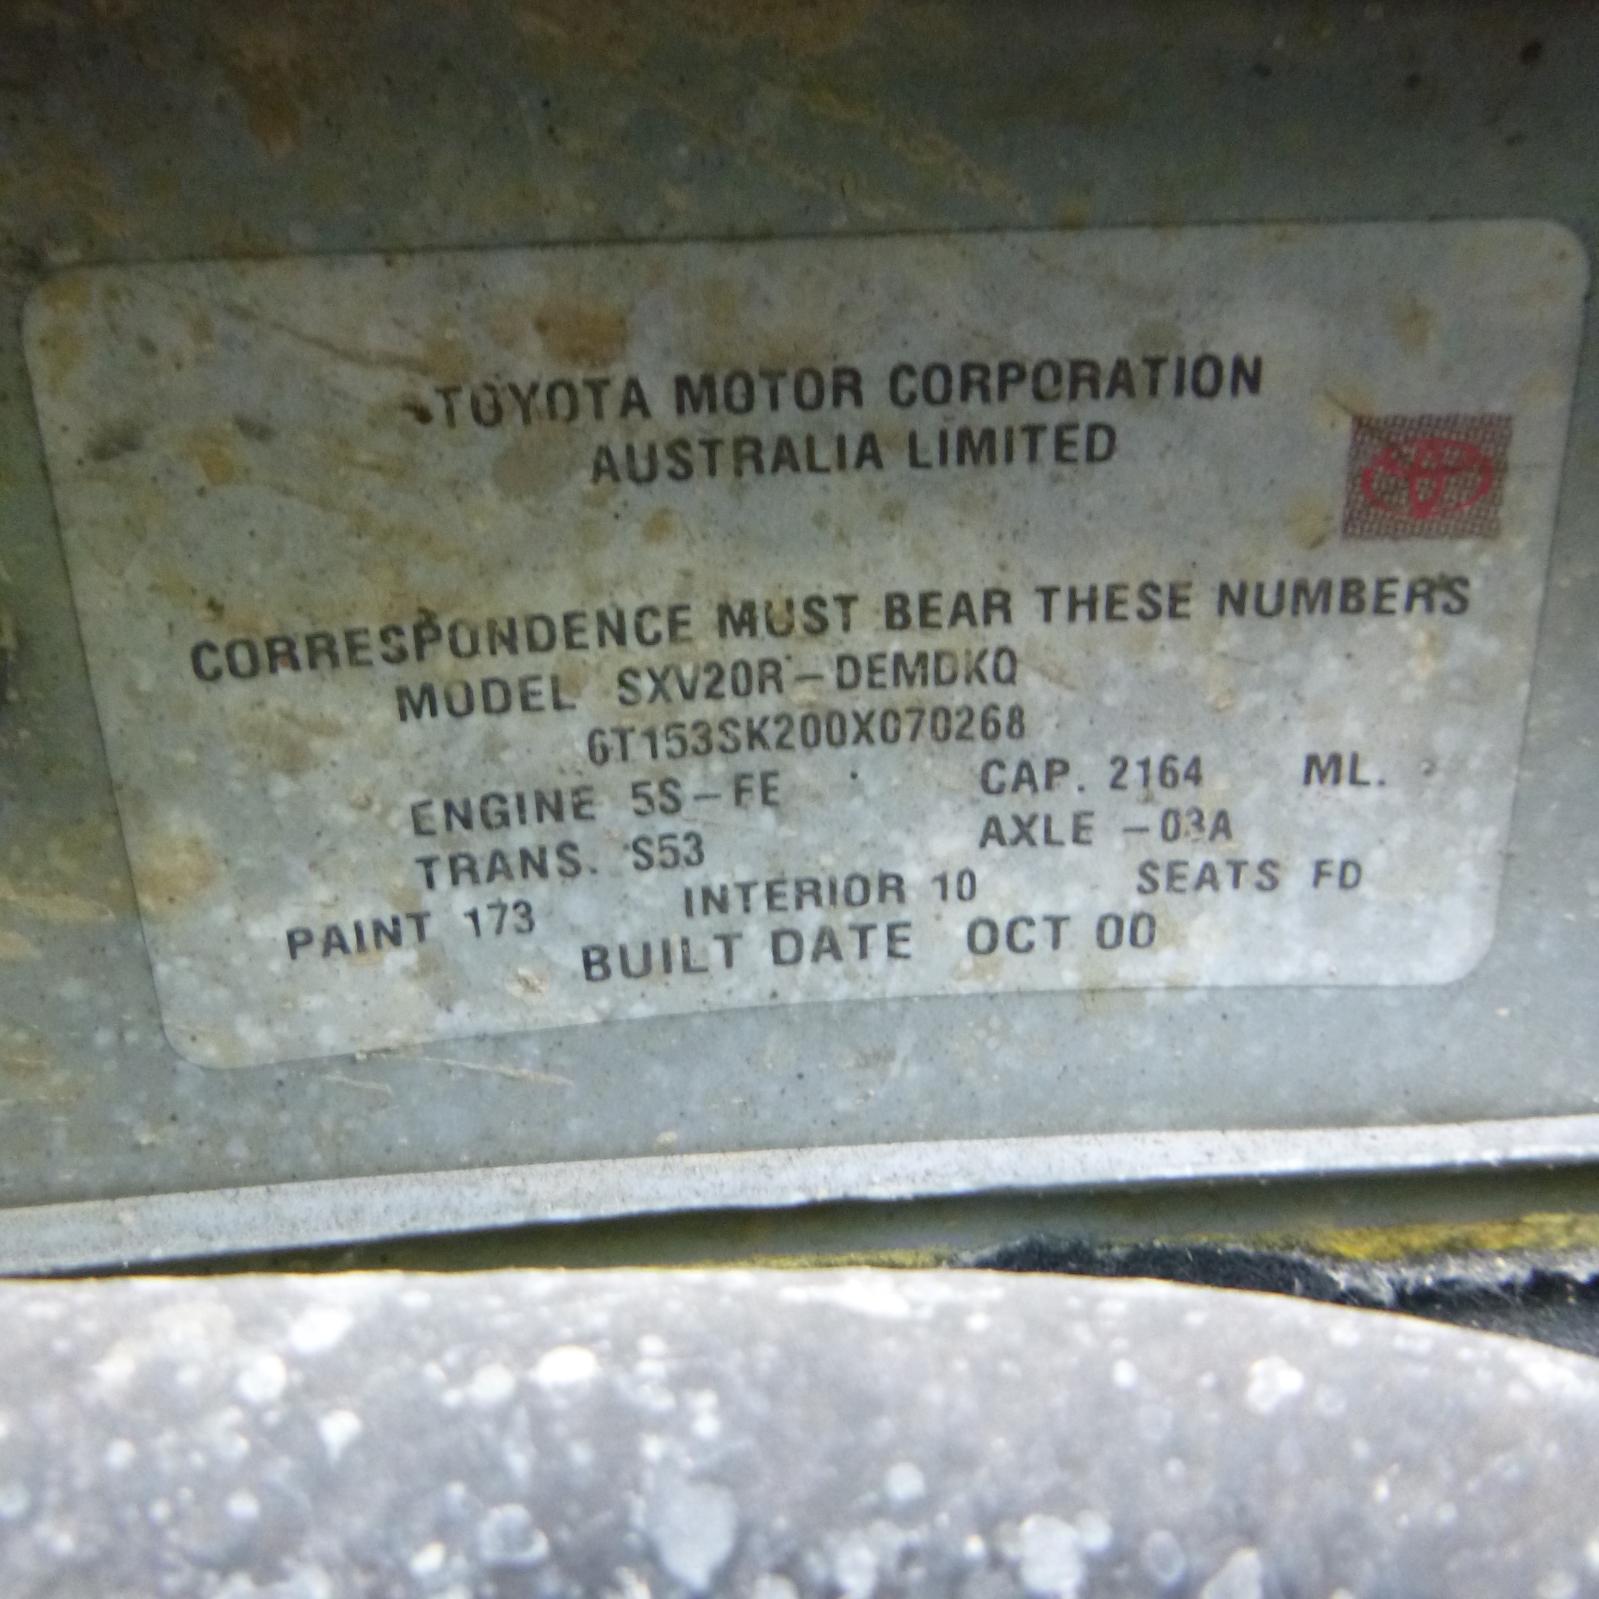 TOYOTA MOTOR CORPORATION
AUSTRALIA LIMITED
CORRESPONDENCE MUST BEAR THESE NUMBERS
MODEL SXV20R-DEMDKQ
6T153SK200X070268
ENGINE 5S-FE CAP. 2164 ML.
TRANS. S53 AXLE -03A
PAINT 173 INTERIOR 10 SEATS FD
BUILT DATE OCT 00